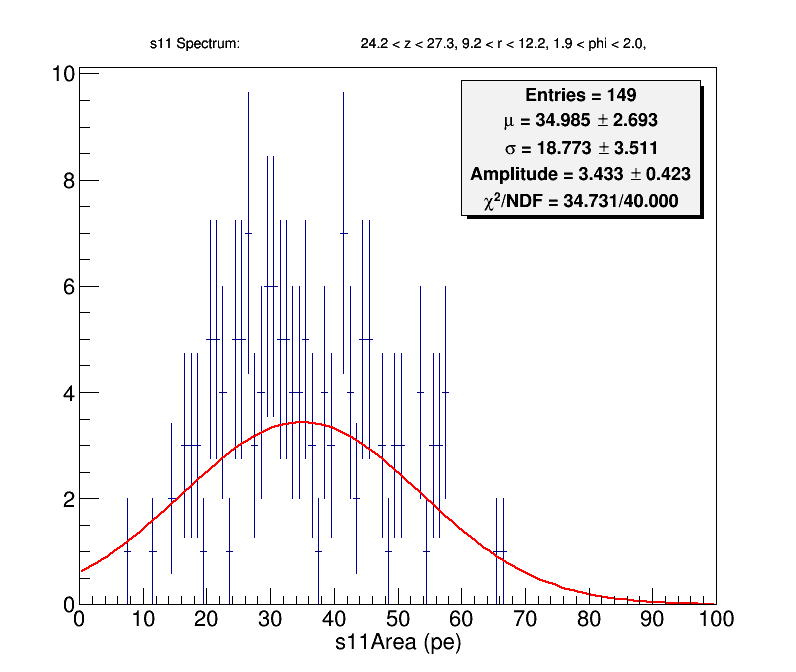 s11 Spectrum: 24.2 < z < 27.3, 9.2 < r < 12.2, 1.9 < phi < 2.0,
Entries = 149
μ = 34.985 ± 2.693
σ = 18.773 ± 3.511
Amplitude = 3.433 ± 0.423
χ²/NDF = 34.731/40.000
10
8
6
4
2
0
0 10 20 30 40 50 60 70 80 90 100
s11Area (pe)